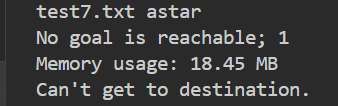 test7.txt astar
No goal is reachable; 1
Memory usage: 18.45 MB
Can't get to destination.